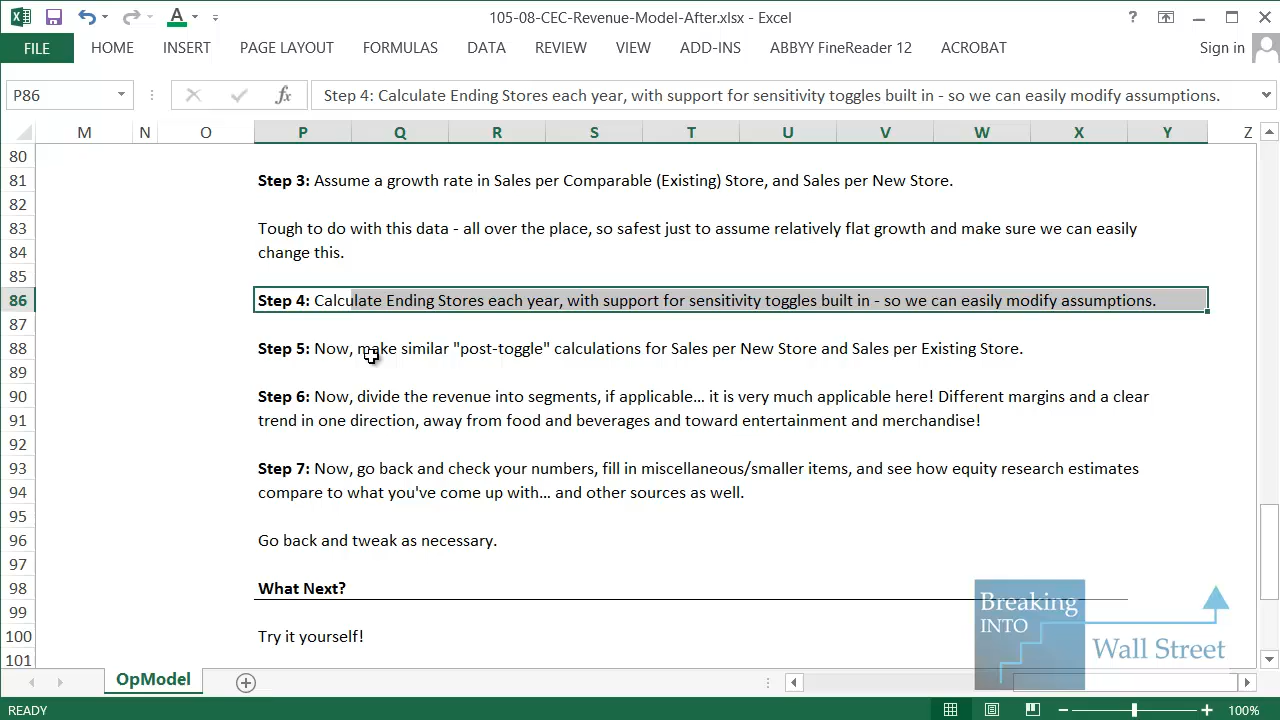 105-08-CEC-Revenue-Model-After.xlsx - Excel
?
FILE HOME INSERT PAGE LAYOUT FORMULAS DATA REVIEW VIEW ADD-INS ABBYY FineReader 12 ACROBAT Sign in
P86 fx Step 4: Calculate Ending Stores each year, with support for sensitivity toggles built in - so we can easily modify assumptions.
M N O P Q R S T U V W X Y Z
80
81 Step 3: Assume a growth rate in Sales per Comparable (Existing) Store, and Sales per New Store.
82
83 Tough to do with this data - all over the place, so safest just to assume relatively flat growth and make sure we can easily
84 change this.
85
86 Step 4: Calculate Ending Stores each year, with support for sensitivity toggles built in - so we can easily modify assumptions.
87
88 Step 5: Now, make similar "post-toggle" calculations for Sales per New Store and Sales per Existing Store.
89
90 Step 6: Now, divide the revenue into segments, if applicable... it is very much applicable here! Different margins and a clear
91 trend in one direction, away from food and beverages and toward entertainment and merchandise!
92
93 Step 7: Now, go back and check your numbers, fill in miscellaneous/smaller items, and see how equity research estimates
94 compare to what you've come up with... and other sources as well.
95
96 Go back and tweak as necessary.
97
98 What Next?
99
100 Try it yourself!
101
Breaking
INTO
Wall Street
OpModel
READY 100%